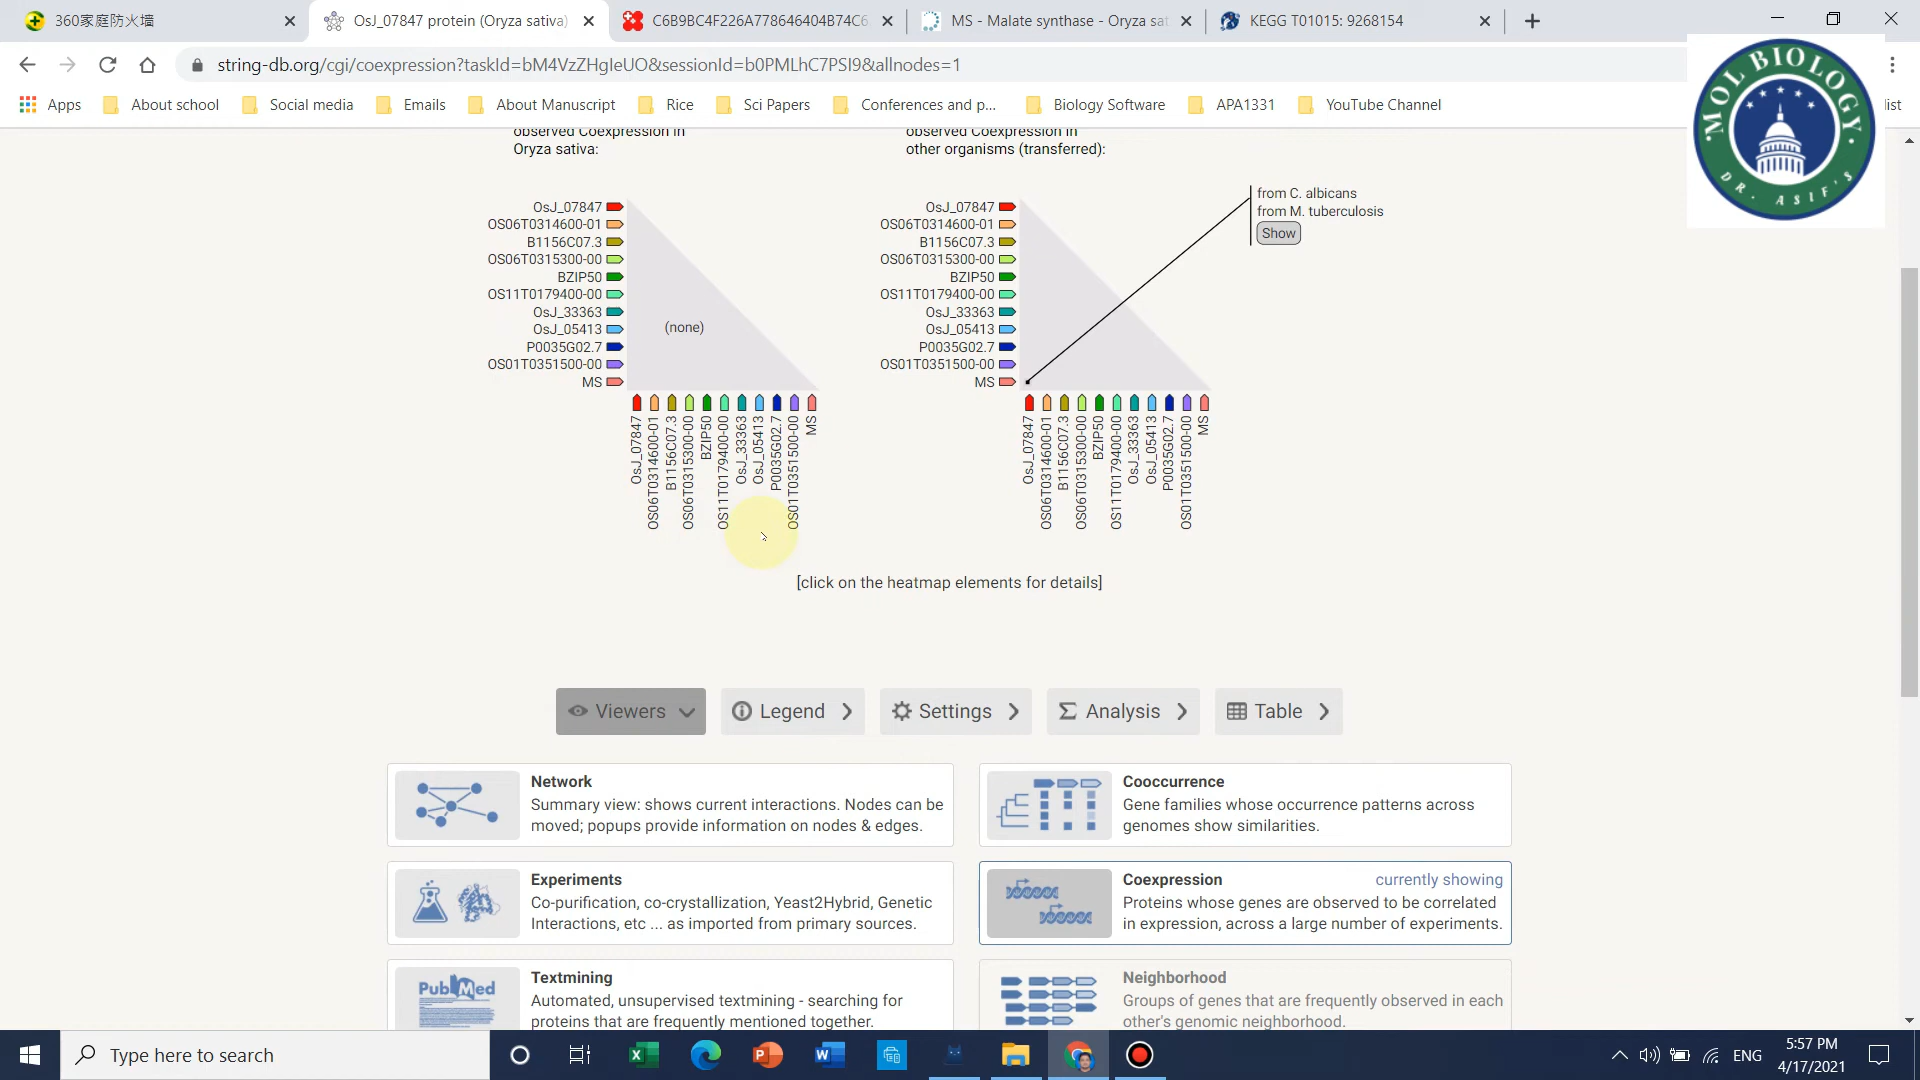 360家庭防火墙
OsJ_07847 protein (Oryza sativa)
C6B9BC4F226A778646404B74C6
MS - Malate synthase - Oryza sat
KEGG T01015: 9268154
string-db.org/cgi/coexpression?taskId=bM4VzZHgIeUO&sessionId=b0PMLhC7PSI9&allnodes=1
Apps
About school
Social media
Emails
About Manuscript
Rice
Sci Papers
Conferences and p...
Biology Software
APA1331
YouTube Channel
list
MOL BIOLOGY
DR. ASIF'S
observed Coexpression in
Oryza sativa:
OsJ_07847
OS06T0314600-01
B1156C07.3
OS06T0315300-00
BZIP50
OS11T0179400-00
OsJ_33363
OsJ_05413
P0035G02.7
OS01T0351500-00
MS
(none)
OsJ_07847
OS06T0314600-01
B1156C07.3
OS06T0315300-00
BZIP50
OS11T0179400-00
OsJ_33363
OsJ_05413
P0035G02.7
OS01T0351500-00
MS
observed Coexpression in
other organisms (transferred):
OsJ_07847
OS06T0314600-01
B1156C07.3
OS06T0315300-00
BZIP50
OS11T0179400-00
OsJ_33363
OsJ_05413
P0035G02.7
OS01T0351500-00
MS
from C. albicans
from M. tuberculosis
Show
OsJ_07847
OS06T0314600-01
B1156C07.3
OS06T0315300-00
BZIP50
OS11T0179400-00
OsJ_33363
OsJ_05413
P0035G02.7
OS01T0351500-00
MS
[click on the heatmap elements for details]
Viewers
Legend
Settings
Analysis
Table
Network
Summary view: shows current interactions. Nodes can be
moved; popups provide information on nodes & edges.
Cooccurrence
Gene families whose occurrence patterns across
genomes show similarities.
Experiments
Co-purification, co-crystallization, Yeast2Hybrid, Genetic
Interactions, etc ... as imported from primary sources.
Coexpression
currently showing
Proteins whose genes are observed to be correlated
in expression, across a large number of experiments.
PubMed
Textmining
Automated, unsupervised textmining - searching for
proteins that are frequently mentioned together.
Neighborhood
Groups of genes that are frequently observed in each
other's genomic neighborhood.
Type here to search
ENG
5:57 PM
4/17/2021